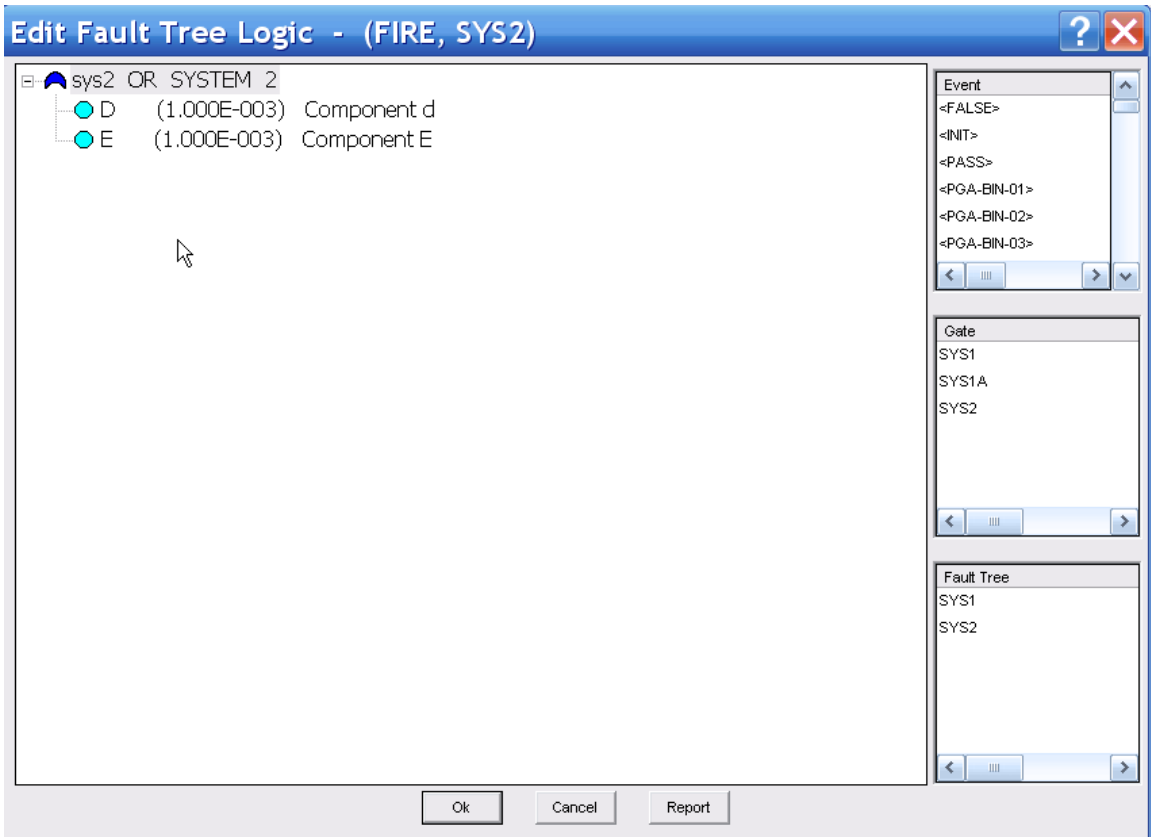 Edit Fault Tree Logic - (FIRE, SYS2)
sys2 OR SYSTEM 2
D (1.000E-003) Component d
E (1.000E-003) Component E
Event
<FALSE>
<INIT>
<PASS>
<PGA-BIN-01>
<PGA-BIN-02>
<PGA-BIN-03>
Gate
SYS1
SYS1A
SYS2
Fault Tree
SYS1
SYS2
Ok Cancel Report